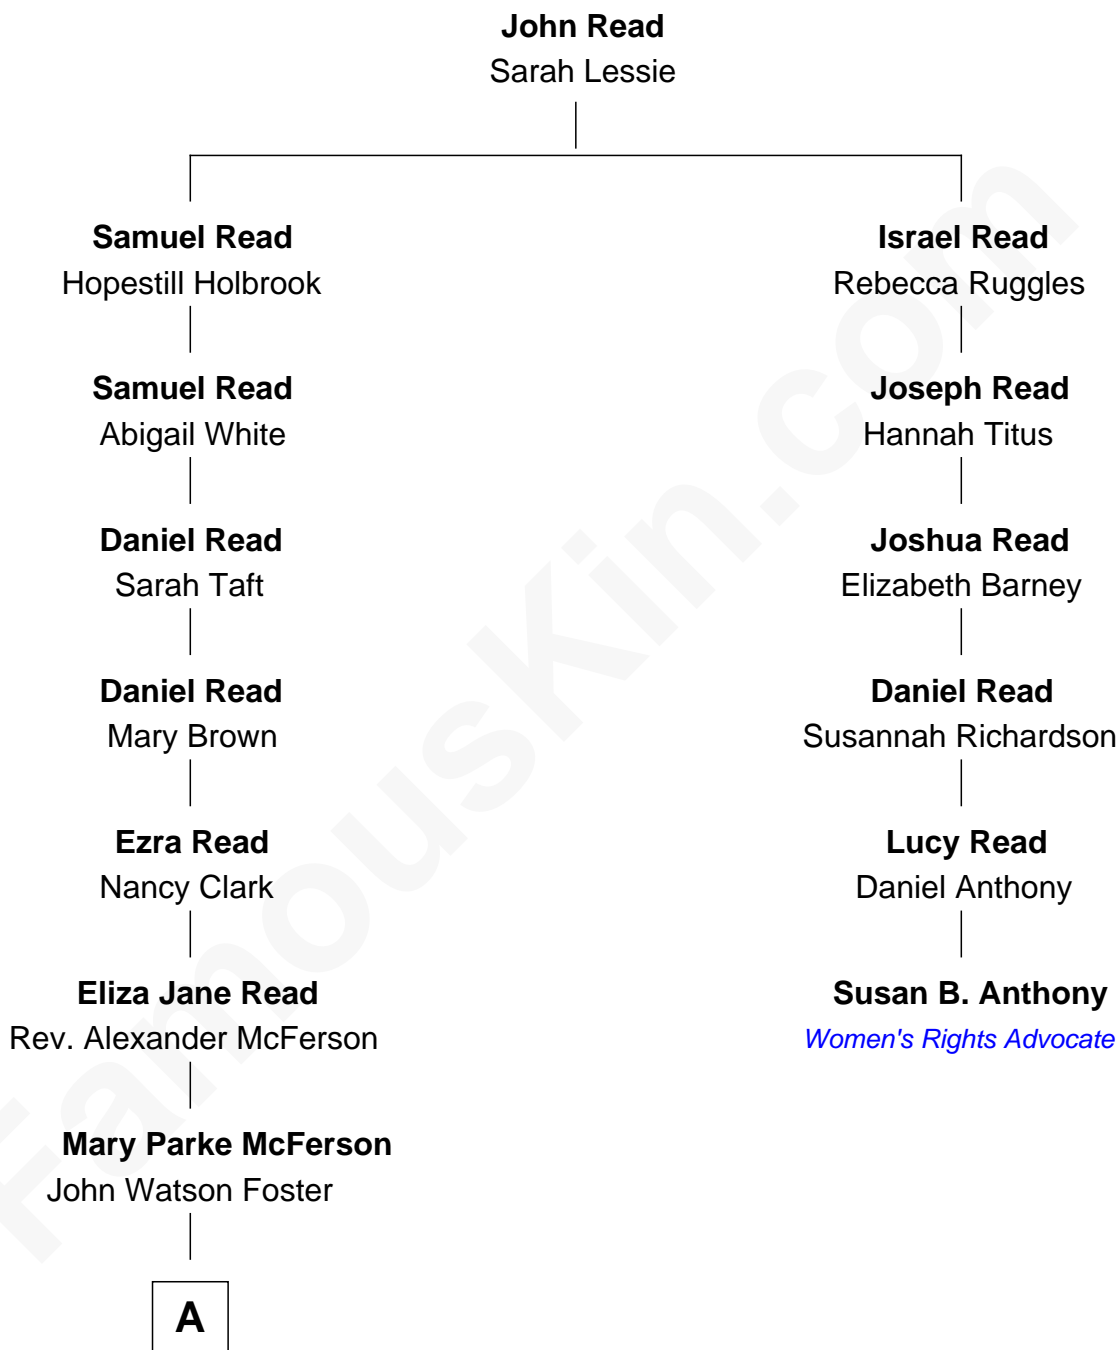 John Read
Sarah Lessie
Samuel Read
Hopestill Holbrook
Samuel Read
Abigail White
Daniel Read
Sarah Taft
Daniel Read
Mary Brown
Ezra Read
Nancy Clark
Eliza Jane Read
Rev. Alexander McFerson
Mary Parke McFerson
John Watson Foster
A
Israel Read
Rebecca Ruggles
Joseph Read
Hannah Titus
Joshua Read
Elizabeth Barney
Daniel Read
Susannah Richardson
Lucy Read
Daniel Anthony
Susan B. Anthony
Women's Rights Advocate
FamousKin.com